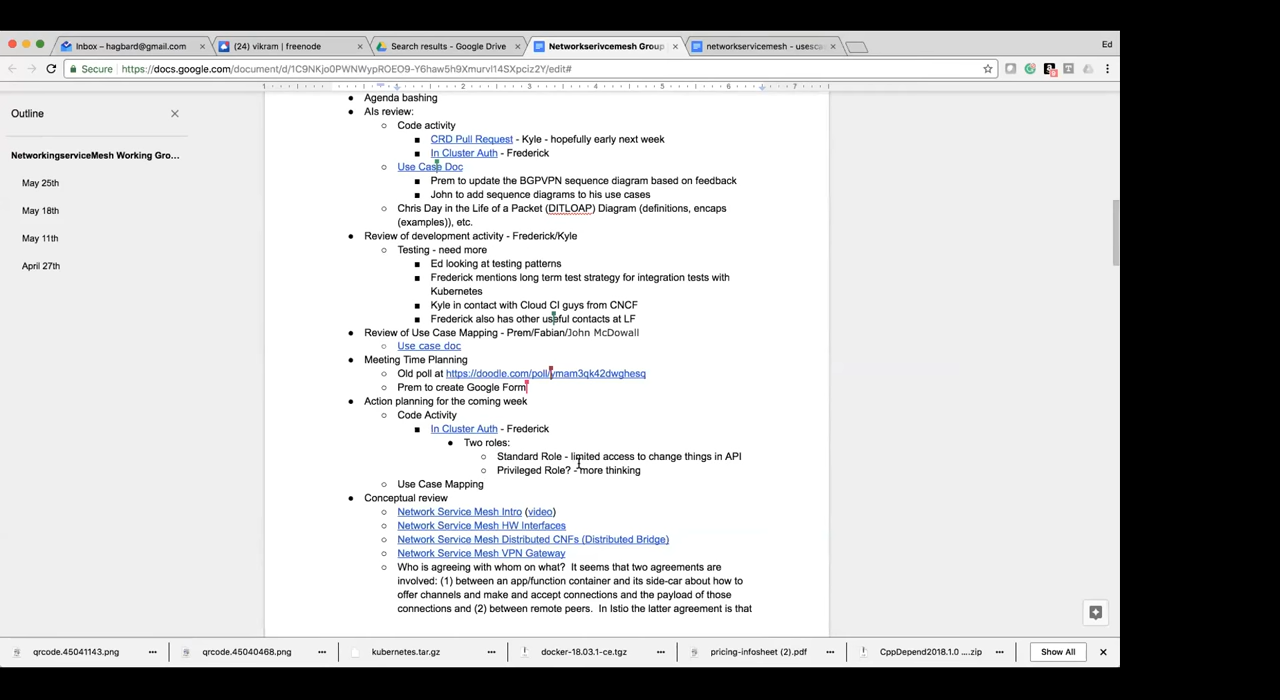 Inbox - hagbard@gmail.com
(24) vikram | freenode
Search results - Google Drive
Networkserivcemesh Group
networkservicemesh - usesca
Ed
Secure
https://docs.google.com/document/d/1C9NKjo0PWNWypROEO9-Y6haw5h9Xmurvl14SXpciz2Y/edit#
1 2 3 4 5 6 7
Outline
NetworkingserviceMesh Working Gro...
May 25th
May 18th
May 11th
April 27th
Agenda bashing
AIs review:
Code activity
CRD Pull Request - Kyle - hopefully early next week
In Cluster Auth - Frederick
Use Case Doc
Prem to update the BGPVPN sequence diagram based on feedback
John to add sequence diagrams to his use cases
Chris Day in the Life of a Packet (DITLOAP) Diagram (definitions, encaps
(examples)), etc.
Review of development activity - Frederick/Kyle
Testing - need more
Ed looking at testing patterns
Frederick mentions long term test strategy for integration tests with
Kubernetes
Kyle in contact with Cloud CI guys from CNCF
Frederick also has other useful contacts at LF
Review of Use Case Mapping - Prem/Fabian/John McDowall
Use case doc
Meeting Time Planning
Old poll at https://doodle.com/poll/ymam3qk42dwghesq
Prem to create Google Form
Action planning for the coming week
Code Activity
In Cluster Auth - Frederick
Two roles:
Standard Role - limited access to change things in API
Privileged Role? - more thinking
Use Case Mapping
Conceptual review
Network Service Mesh Intro (video)
Network Service Mesh HW Interfaces
Network Service Mesh Distributed CNFs (Distributed Bridge)
Network Service Mesh VPN Gateway
Who is agreeing with whom on what? It seems that two agreements are
involved: (1) between an app/function container and its side-car about how to
offer channels and make and accept connections and the payload of those
connections and (2) between remote peers. In Istio the latter agreement is that
qrcode.45041143.png
qrcode.45040468.png
kubernetes.tar.gz
docker-18.03.1-ce.tgz
pricing-infosheet (2).pdf
CppDepend2018.1.0 ....zip
Show All